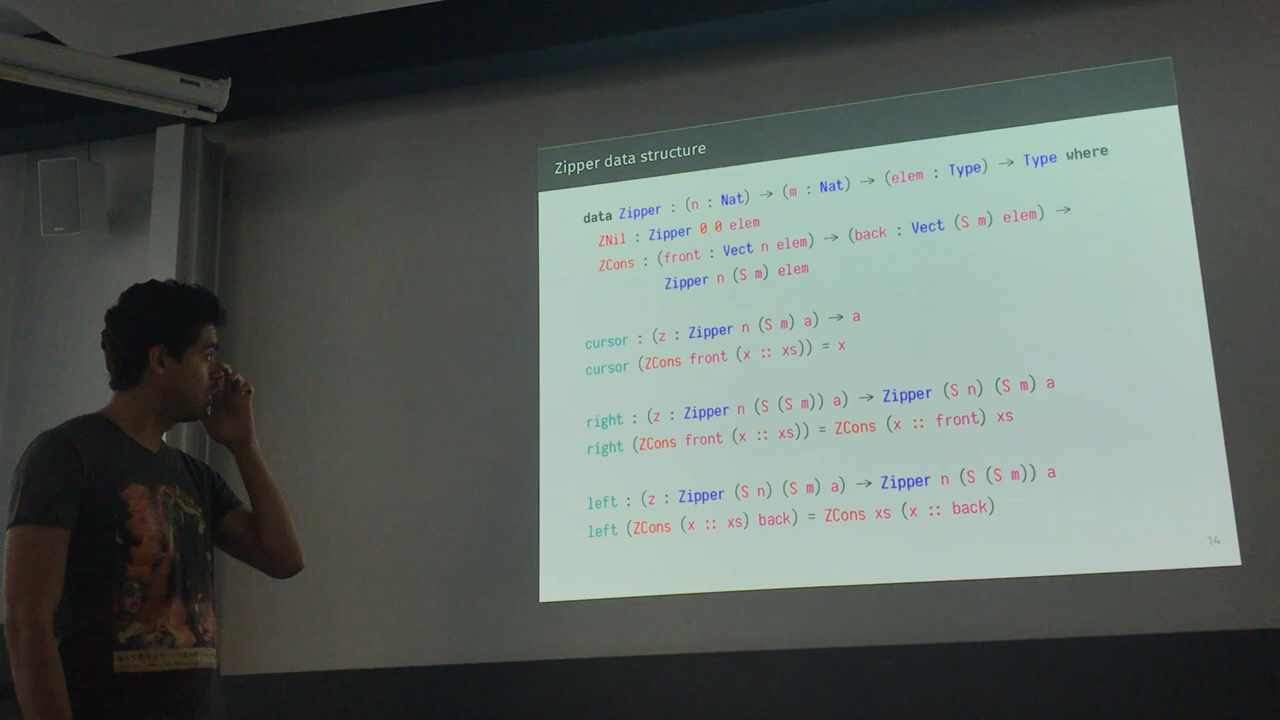 Zipper data structure
data Zipper : (n : Nat) → (m : Nat) → (elem : Type) → Type where
ZNil : Zipper 0 0 elem
ZCons : (front : Vect n elem) → (back : Vect (S m) elem) →
Zipper n (S m) elem
cursor : (z : Zipper n (S m) a) → a
cursor (ZCons front (x :: xs)) = x
right : (z : Zipper n (S (S m)) a) → Zipper (S n) (S m) a
right (ZCons front (x :: xs)) = ZCons (x :: front) xs
left : (z : Zipper (S n) (S m) a) → Zipper n (S (S m)) a
left (ZCons (x :: xs) back) = ZCons xs (x :: back)
14